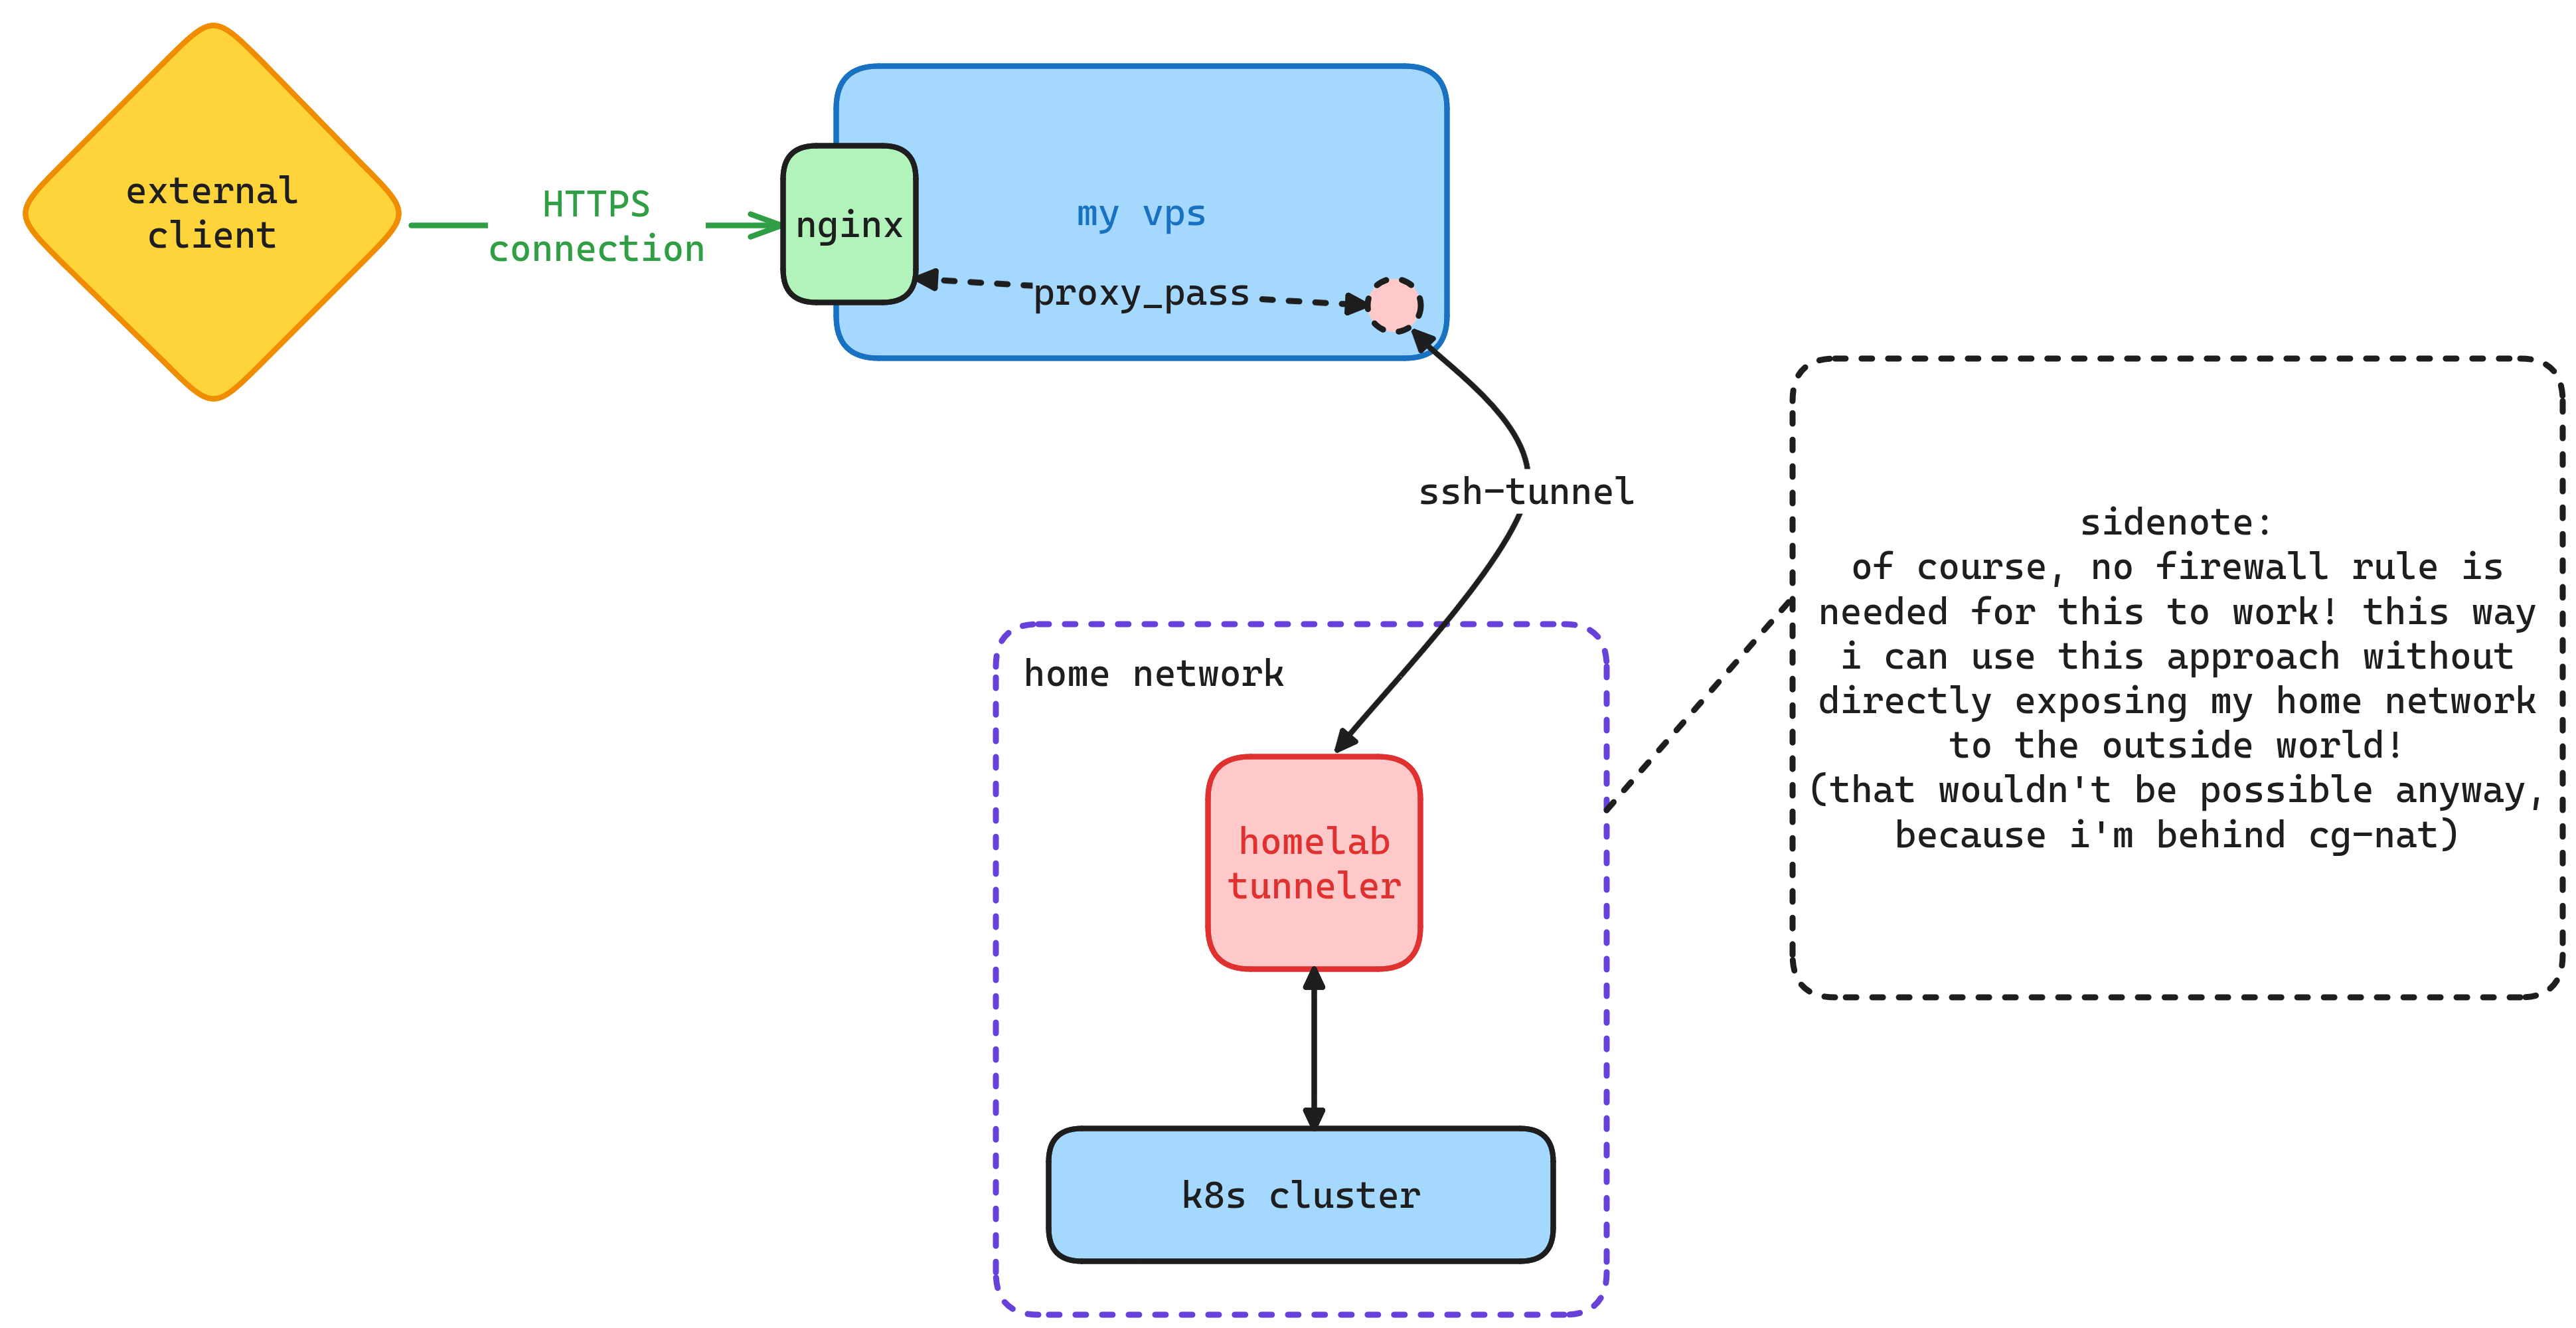 external
client
HTTPS
connection
nginx
my vps
proxy_pass
ssh-tunnel
home network
homelab
tunneler
k8s cluster
sidenote:
of course, no firewall rule is
needed for this to work! this way
i can use this approach without
directly exposing my home network
to the outside world!
(that wouldn't be possible anyway,
because i'm behind cg-nat)